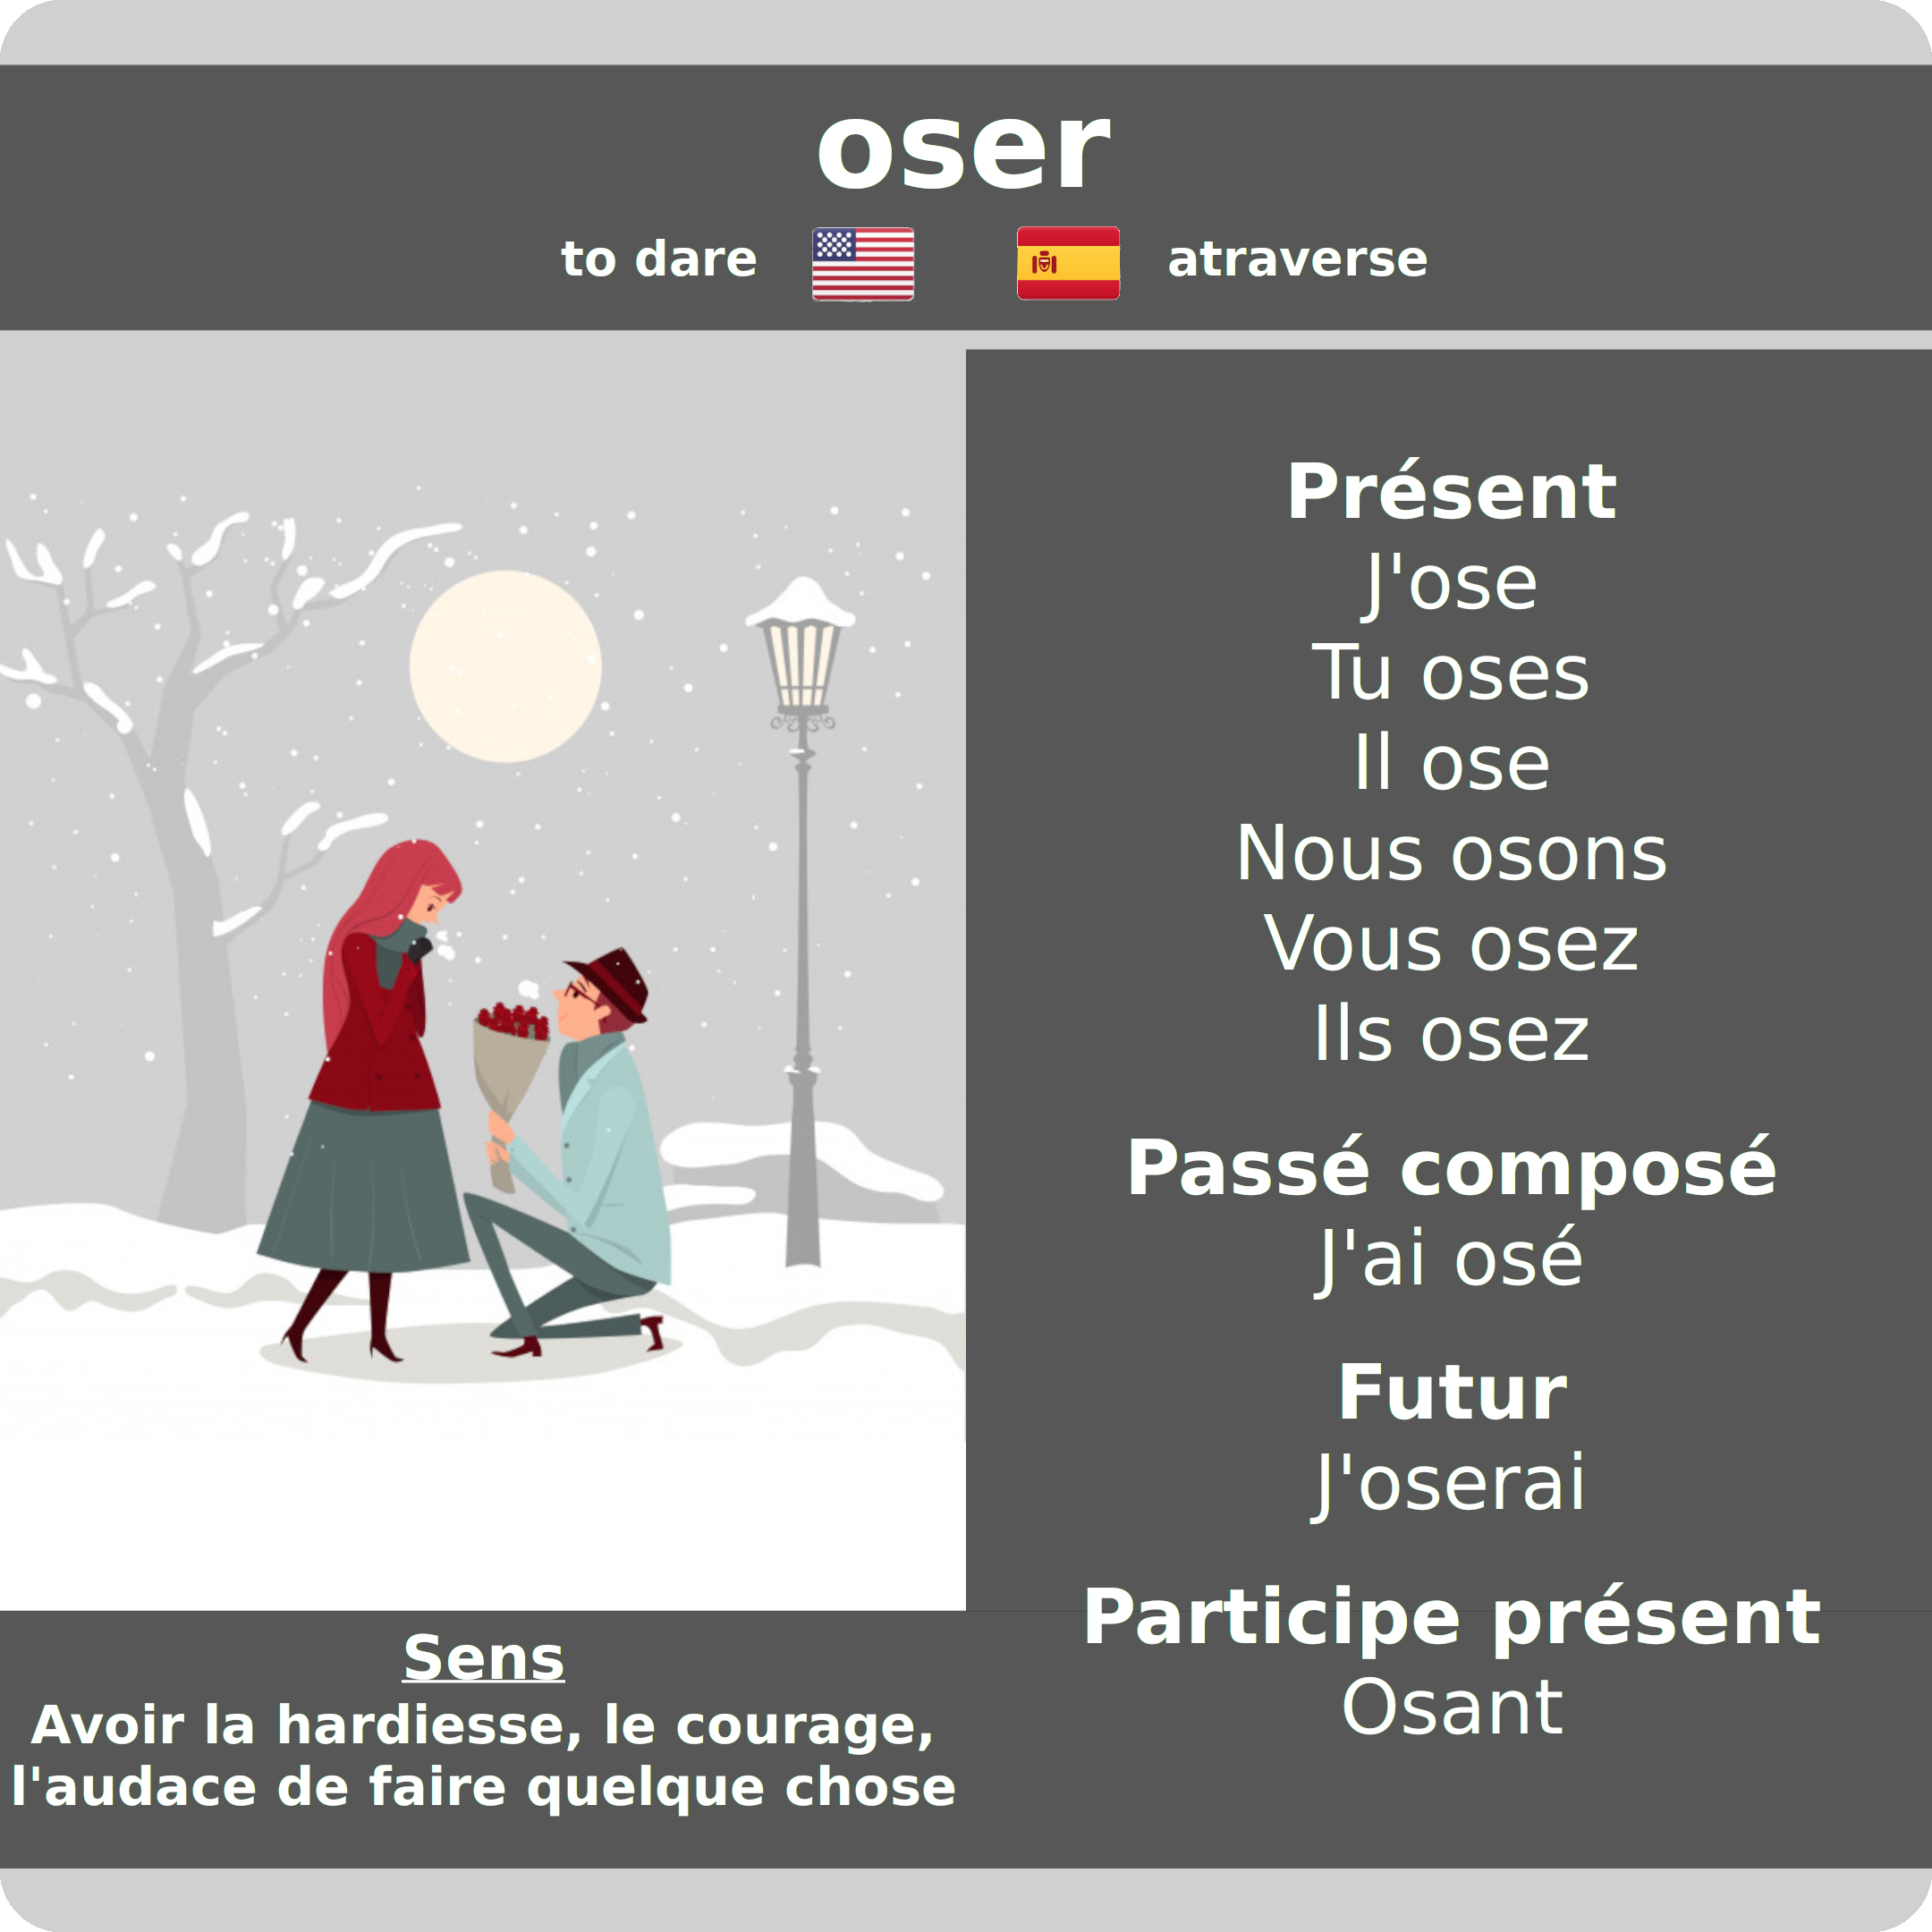 oser
to dare
atraverse
Présent
J'ose
Tu oses
Il ose
Nous osons
Vous osez
Ils osez
Passé composé
J'ai osé
Futur
J'oserai
Participe présent
Osant
Sens
Avoir la hardiesse, le courage,
l'audace de faire quelque chose